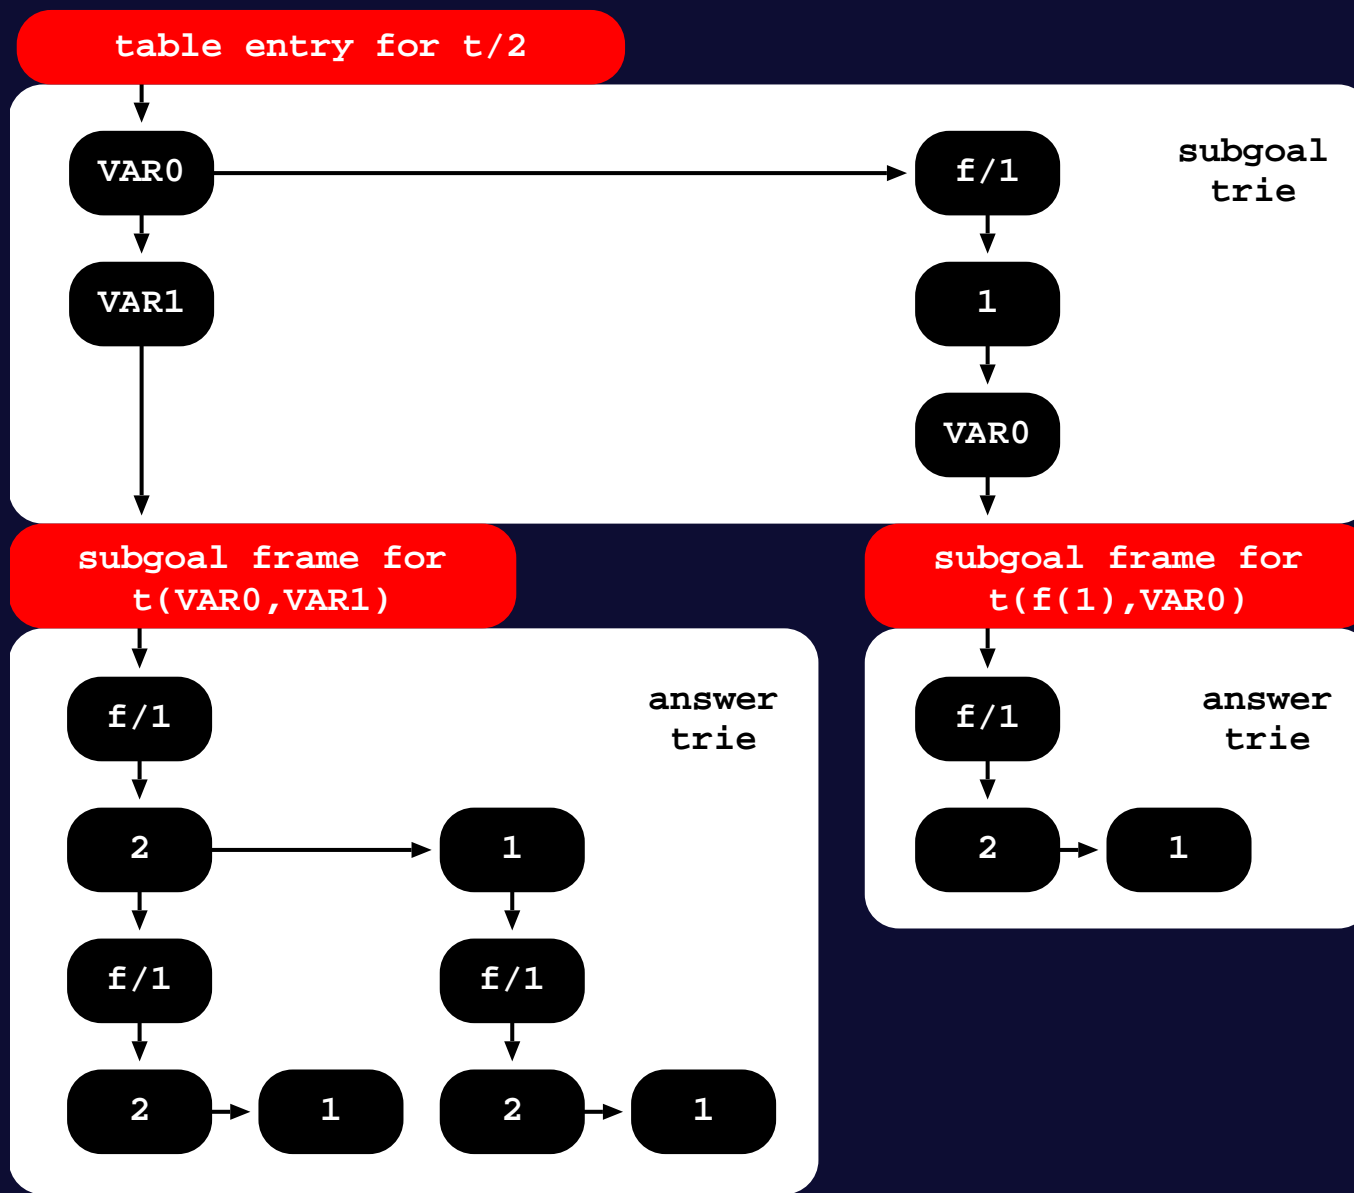 table entry for t/2
VAR0
f/1
subgoal
trie
VAR1
1
VAR0
subgoal frame for
t(VAR0,VAR1)
subgoal frame for
t(f(1),VAR0)
f/1
answer
trie
f/1
answer
trie
2
1
2
1
f/1
f/1
2
1
2
1